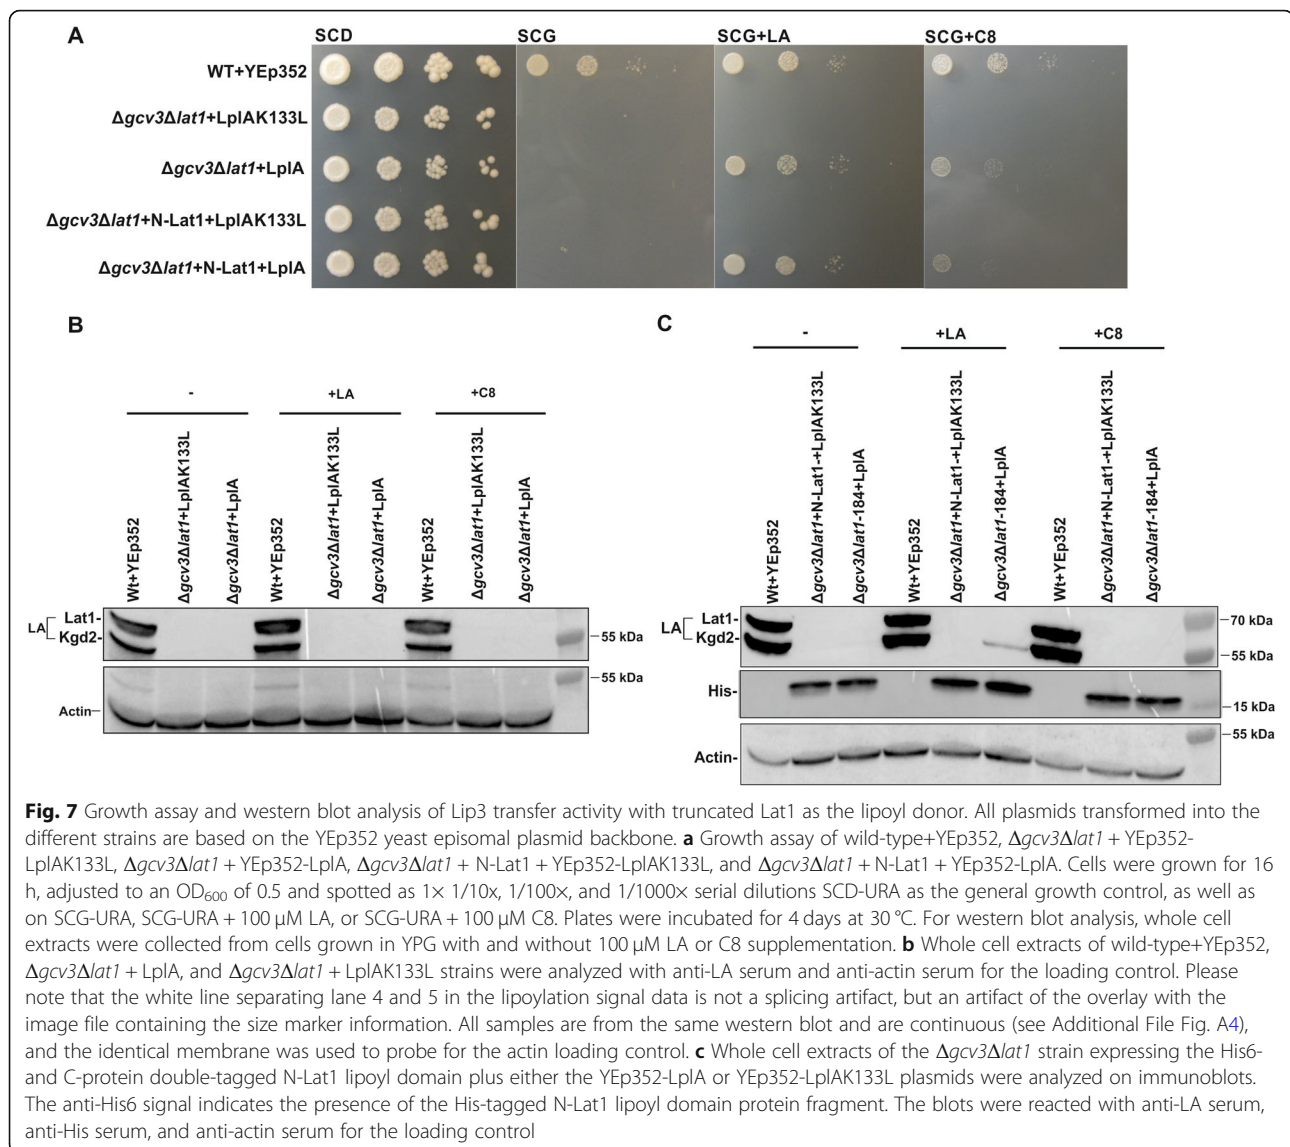 A
SCD
SCG
SCG+LA
SCG+C8
WT+YEp352
Δgcv3Δlat1+LplAK133L
Δgcv3Δlat1+LplA
Δgcv3Δlat1+N-Lat1+LplAK133L
Δgcv3Δlat1+N-Lat1+LplA
B
-
+LA
+C8
Wt+YEp352
Δgcv3Δlat1+LplAK133L
Δgcv3Δlat1+LplA
Wt+YEp352
Δgcv3Δlat1+LplAK133L
Δgcv3Δlat1+LplA
Wt+YEp352
Δgcv3Δlat1+LplAK133L
Δgcv3Δlat1+LplA
LA
Lat1-
Kgd2-
55 kDa
55 kDa
Actin
C
-
+LA
+C8
Wt+YEp352
Δgcv3Δlat1+N-Lat1-+LplAK133L
Δgcv3Δlat1-184+LplA
Wt+YEp352
Δgcv3Δlat1+N-Lat1-+LplAK133L
Δgcv3Δlat1-184+LplA
Wt+YEp352
Δgcv3Δlat1+N-Lat1-+LplAK133L
Δgcv3Δlat1-184+LplA
LA
Lat1-
Kgd2-
70 kDa
55 kDa
His-
15 kDa
55 kDa
Actin-
Fig. 7 Growth assay and western blot analysis of Lip3 transfer activity with truncated Lat1 as the lipoyl donor. All plasmids transformed into the
different strains are based on the YEp352 yeast episomal plasmid backbone. a Growth assay of wild-type+YEp352, Δgcv3Δlat1 + YEp352-
LplAK133L, Δgcv3Δlat1 + YEp352-LplA, Δgcv3Δlat1 + N-Lat1 + YEp352-LplAK133L, and Δgcv3Δlat1 + N-Lat1 + YEp352-LplA. Cells were grown for 16
h, adjusted to an OD600 of 0.5 and spotted as 1× 1/10x, 1/100×, and 1/1000× serial dilutions SCD-URA as the general growth control, as well as
on SCG-URA, SCG-URA + 100 μM LA, or SCG-URA + 100 μM C8. Plates were incubated for 4 days at 30 °C. For western blot analysis, whole cell
extracts were collected from cells grown in YPG with and without 100 μM LA or C8 supplementation. b Whole cell extracts of wild-type+YEp352,
Δgcv3Δlat1 + LplA, and Δgcv3Δlat1 + LplAK133L strains were analyzed with anti-LA serum and anti-actin serum for the loading control. Please
note that the white line separating lane 4 and 5 in the lipoylation signal data is not a splicing artifact, but an artifact of the overlay with the
image file containing the size marker information. All samples are from the same western blot and are continuous (see Additional File Fig. A4),
and the identical membrane was used to probe for the actin loading control. c Whole cell extracts of the Δgcv3Δlat1 strain expressing the His6-
and C-protein double-tagged N-Lat1 lipoyl domain plus either the YEp352-LplA or YEp352-LplAK133L plasmids were analyzed on immunoblots.
The anti-His6 signal indicates the presence of the His-tagged N-Lat1 lipoyl domain protein fragment. The blots were reacted with anti-LA serum,
anti-His serum, and anti-actin serum for the loading control